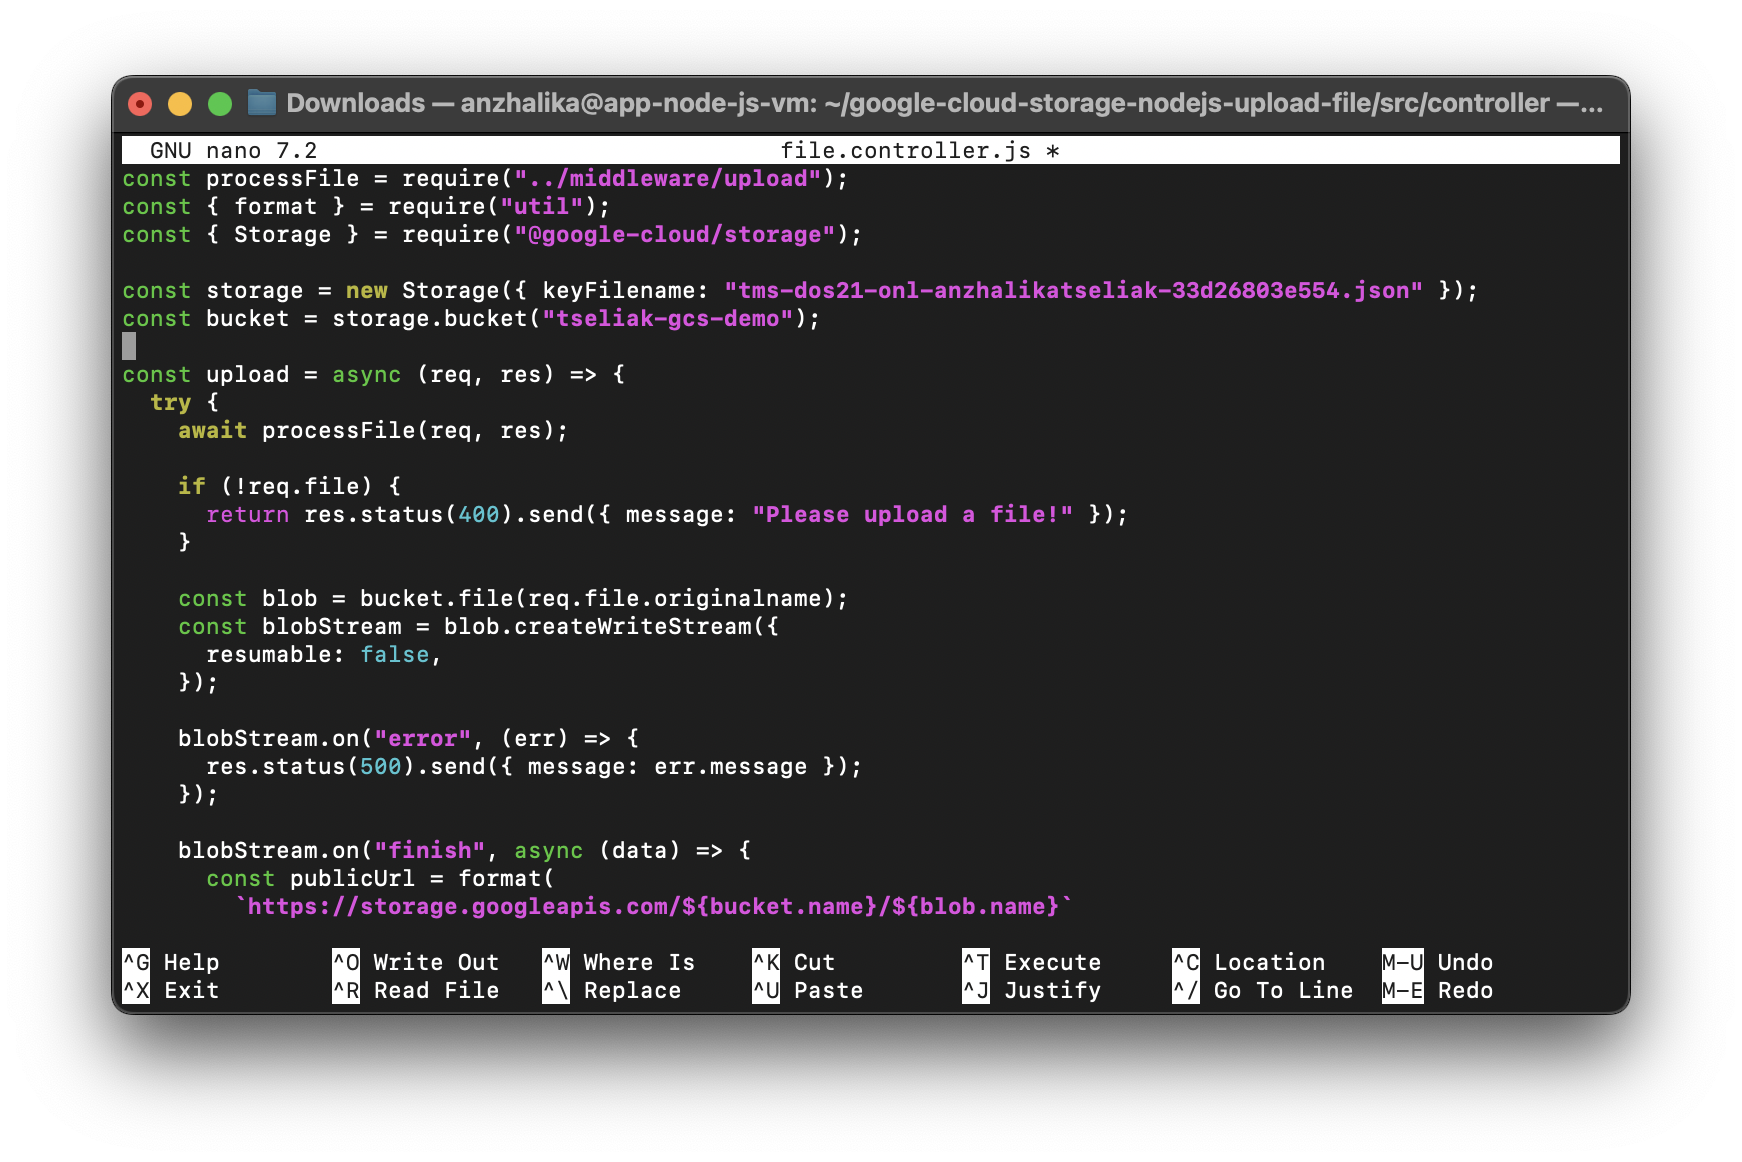 Downloads — anzhalika@app-node-js-vm: ~/google-cloud-storage-nodejs-upload-file/src/controller —...
GNU nano 7.2 file.controller.js *
const processFile = require("../middleware/upload");
const { format } = require("util");
const { Storage } = require("@google-cloud/storage");

const storage = new Storage({ keyFilename: "tms-dos21-onl-anzhalikatseliak-33d26803e554.json" });
const bucket = storage.bucket("tseliak-gcs-demo");

const upload = async (req, res) => {
  try {
    await processFile(req, res);

    if (!req.file) {
      return res.status(400).send({ message: "Please upload a file!" });
    }

    const blob = bucket.file(req.file.originalname);
    const blobStream = blob.createWriteStream({
      resumable: false,
    });

    blobStream.on("error", (err) => {
      res.status(500).send({ message: err.message });
    });

    blobStream.on("finish", async (data) => {
      const publicUrl = format(
        `https://storage.googleapis.com/${bucket.name}/${blob.name}`

^G Help ^O Write Out ^W Where Is ^K Cut ^T Execute ^C Location M-U Undo
^X Exit ^R Read File ^\ Replace ^U Paste ^J Justify ^/ Go To Line M-E Redo